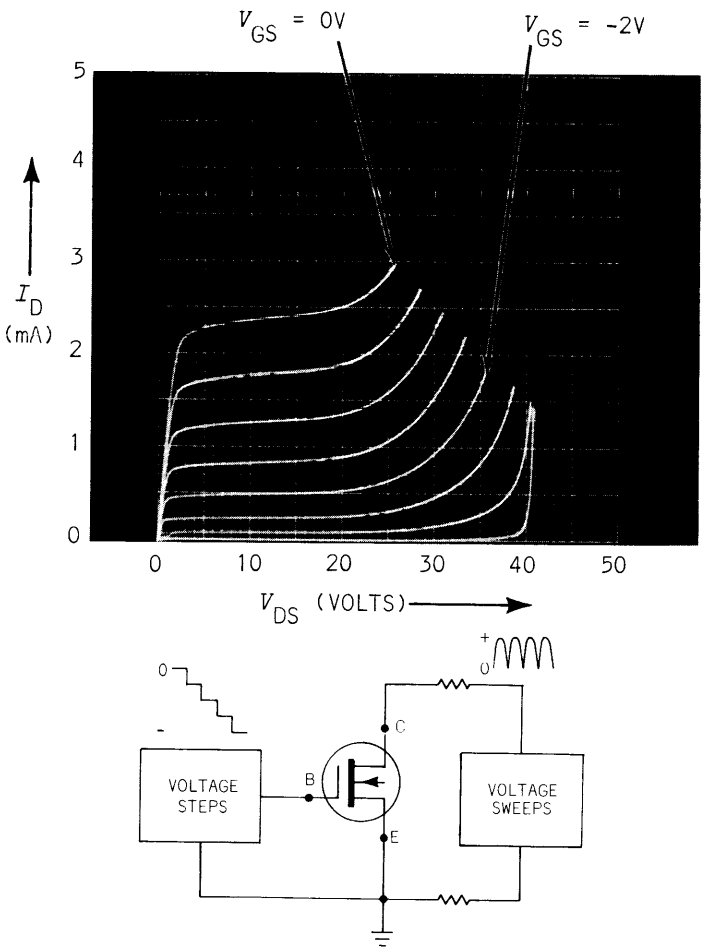 V_GS = 0V
V_GS = -2V
5
4
3
2
1
0
I_D
(mA)
0 10 20 30 40 50
V_DS (VOLTS)
0
-
+
0
C
B
E
VOLTAGE
STEPS
VOLTAGE
SWEEPS